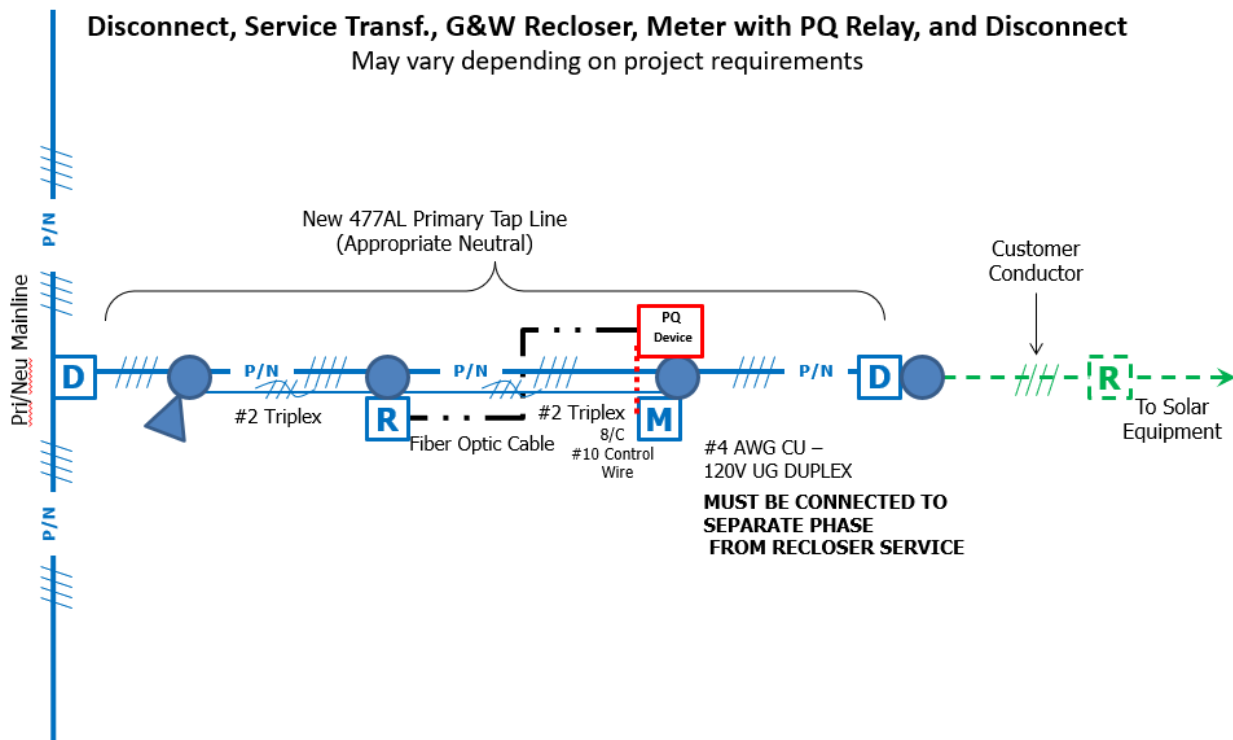 Disconnect, Service Transf., G&W Recloser, Meter with PQ Relay, and Disconnect
May vary depending on project requirements
P/N
New 477AL Primary Tap Line
(Appropriate Neutral)
Customer
Conductor
Pri/Neu Mainline
PQ
Device
D
P/N
P/N
P/N
D
R
#2 Triplex
R
Fiber Optic Cable
#2 Triplex
8/C
#10 Control
Wire
M
To Solar
Equipment
#4 AWG CU –
120V UG DUPLEX
MUST BE CONNECTED TO
SEPARATE PHASE
FROM RECLOSER SERVICE
P/N